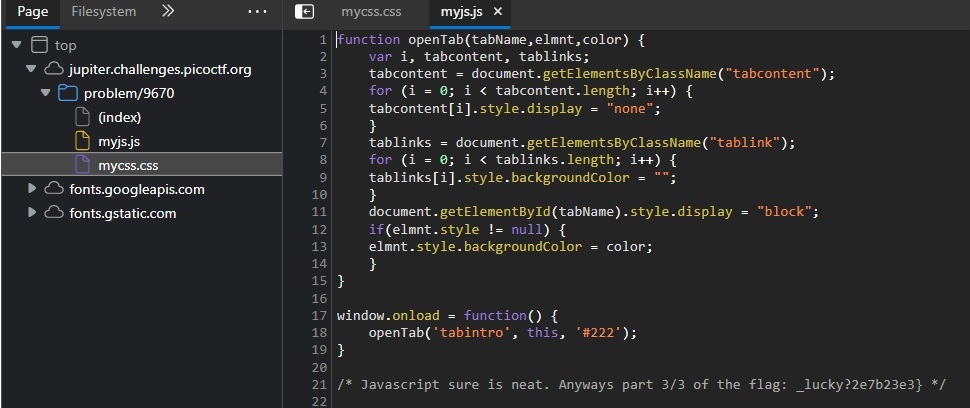 Page Filesystem
top
jupiter.challenges.picoctf.org
problem/9670
(index)
myjs.js
mycss.css
fonts.googleapis.com
fonts.gstatic.com
mycss.css myjs.js
1 function openTab(tabName,elmnt,color) {
2     var i, tabcontent, tablinks;
3     tabcontent = document.getElementsByClassName("tabcontent");
4     for (i = 0; i < tabcontent.length; i++) {
5     tabcontent[i].style.display = "none";
6     }
7     tablinks = document.getElementsByClassName("tablink");
8     for (i = 0; i < tablinks.length; i++) {
9     tablinks[i].style.backgroundColor = "";
10     }
11     document.getElementById(tabName).style.display = "block";
12     if(elmnt.style != null) {
13     elmnt.style.backgroundColor = color;
14     }
15 }
16
17 window.onload = function() {
18     openTab('tabintro', this, '#222');
19 }
20
21 /* Javascript sure is neat. Anyways part 3/3 of the flag: _lucky?2e7b23e3} */
22